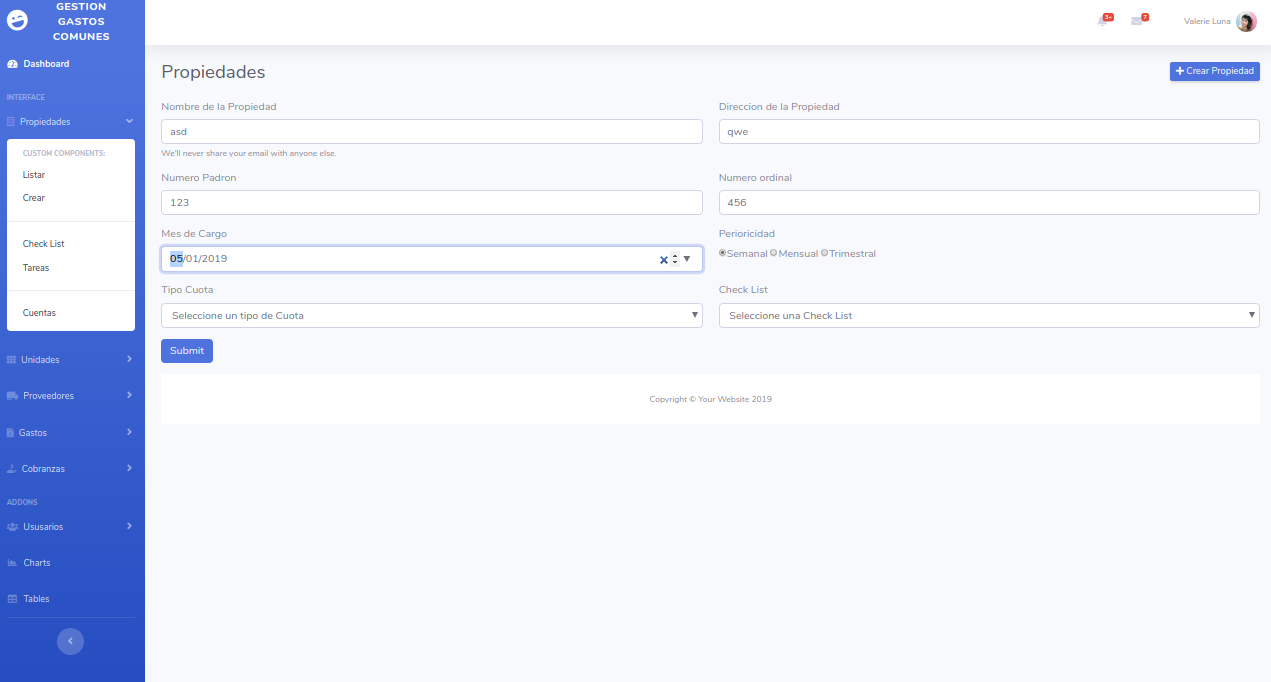 GESTION
GASTOS
COMUNES
3+
7
Valerie Luna
Dashboard
INTERFACE
Propiedades
CUSTOM COMPONENTS:
Listar
Crear
Check List
Tareas
Cuentas
Unidades
Proveedores
Gastos
Cobranzas
ADDONS
Ususarios
Charts
Tables
Propiedades
Crear Propiedad
Nombre de la Propiedad
Direccion de la Propiedad
asd
qwe
We'll never share your email with anyone else.
Numero Padron
Numero ordinal
123
456
Mes de Cargo
Perioricidad
05/01/2019
Semanal Mensual Trimestral
Tipo Cuota
Check List
Seleccione un tipo de Cuota
Seleccione una Check List
Submit
Copyright © Your Website 2019